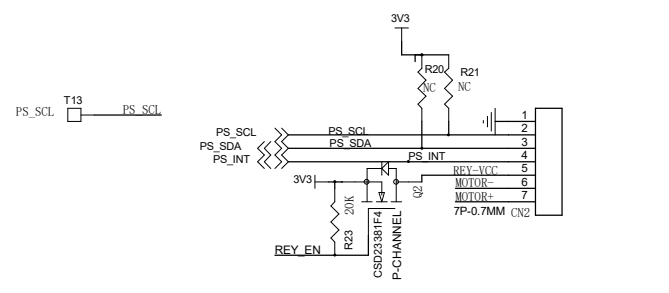 3V3
R20
R21
NC
NC
T13
PS_SCL
PS_SCL
1
PS_SCL
PS_SCL
2
PS_SDA
PS_SDA
3
PS_INT
PS_INT
4
3V3
REY-VCC
5
MOTOR-
6
MOTOR+
7
Q2
7P-0.7MM CN2
20K
R23
REY_EN
CSD23381F4
P-CHANNEL